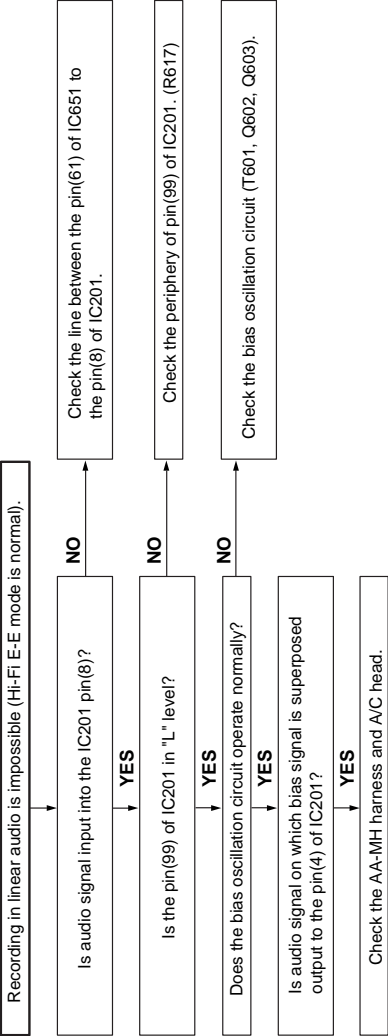 Recording in linear audio is impossible (Hi-Fi E-E mode is normal).
Is audio signal input into the IC201 pin(8)?
NO
Check the line between the pin(61) of IC651 to
the pin(8) of IC201.
YES
Is the pin(99) of IC201 in "L" level?
NO
Check the periphery of pin(99) of IC201. (R617)
YES
Does the bias oscillation circuit operate normally?
NO
Check the bias oscillation circuit (T601, Q602, Q603).
YES
Is audio signal on which bias signal is superposed
output to the pin(4) of IC201?
YES
Check the AA-MH harness and A/C head.